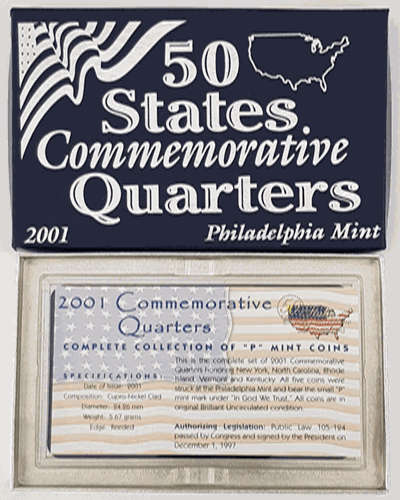 50
States
Commemorative
Quarters
2001 Philadelphia Mint
2001 Commemorative
Quarters
COMPLETE COLLECTION OF "P" MINT COINS
SPECIFICATIONS:
Date of Issue: 2001
Composition: Cupro-Nickel Clad
Diameter: 24.26 mm
Weight: 5.67 grams
Edge: Reeded
This is the complete set of 2001 Commemorative
Quarters honoring New York, North Carolina, Rhode
Island, Vermont and Kentucky. All five coins were
struck at the Philadelphia Mint and bear the small "P"
mint mark under "In God We Trust." All coins are in
original Brilliant Uncirculated condition.
Authorizing Legislation: Public Law 105-194
passed by Congress and signed by the President on
December 1, 1997.